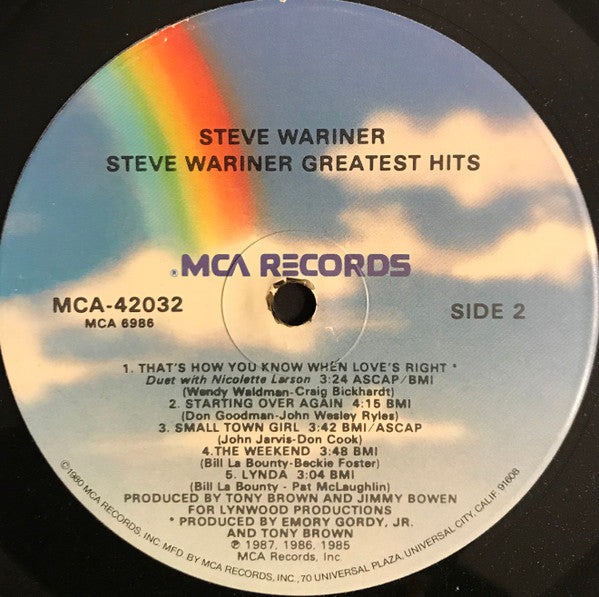 STEVE WARINER
STEVE WARINER GREATEST HITS
® MCA RECORDS
MCA-42032
MCA 6986
SIDE 2
1. THAT'S HOW YOU KNOW WHEN LOVE'S RIGHT *
Duet with Nicolette Larson 3:24 ASCAP/BMI
(Wendy Waldman-Craig Bickhardt)
2. STARTING OVER AGAIN 4:15 BMI
(Don Goodman-John Wesley Ryles)
3. SMALL TOWN GIRL 3:42 BMI/ASCAP
(John Jarvis-Don Cook)
4.THE WEEKEND 3:48 BMI
(Bill La Bounty-Beckie Foster)
5. LYNDA 3:04 BMI
(Bill La Bounty - Pat McLaughlin)
PRODUCED BY TONY BROWN AND JIMMY BOWEN
FOR LYNWOOD PRODUCTIONS
* PRODUCED BY EMORY GORDY, JR.
AND TONY BROWN
℗ 1987, 1986, 1985
MCA Records, Inc.
©1980 MCA RECORDS, INC. MFD BY MCA RECORDS, INC., 70 UNIVERSAL PLAZA, UNIVERSAL CITY, CALIF. 91608